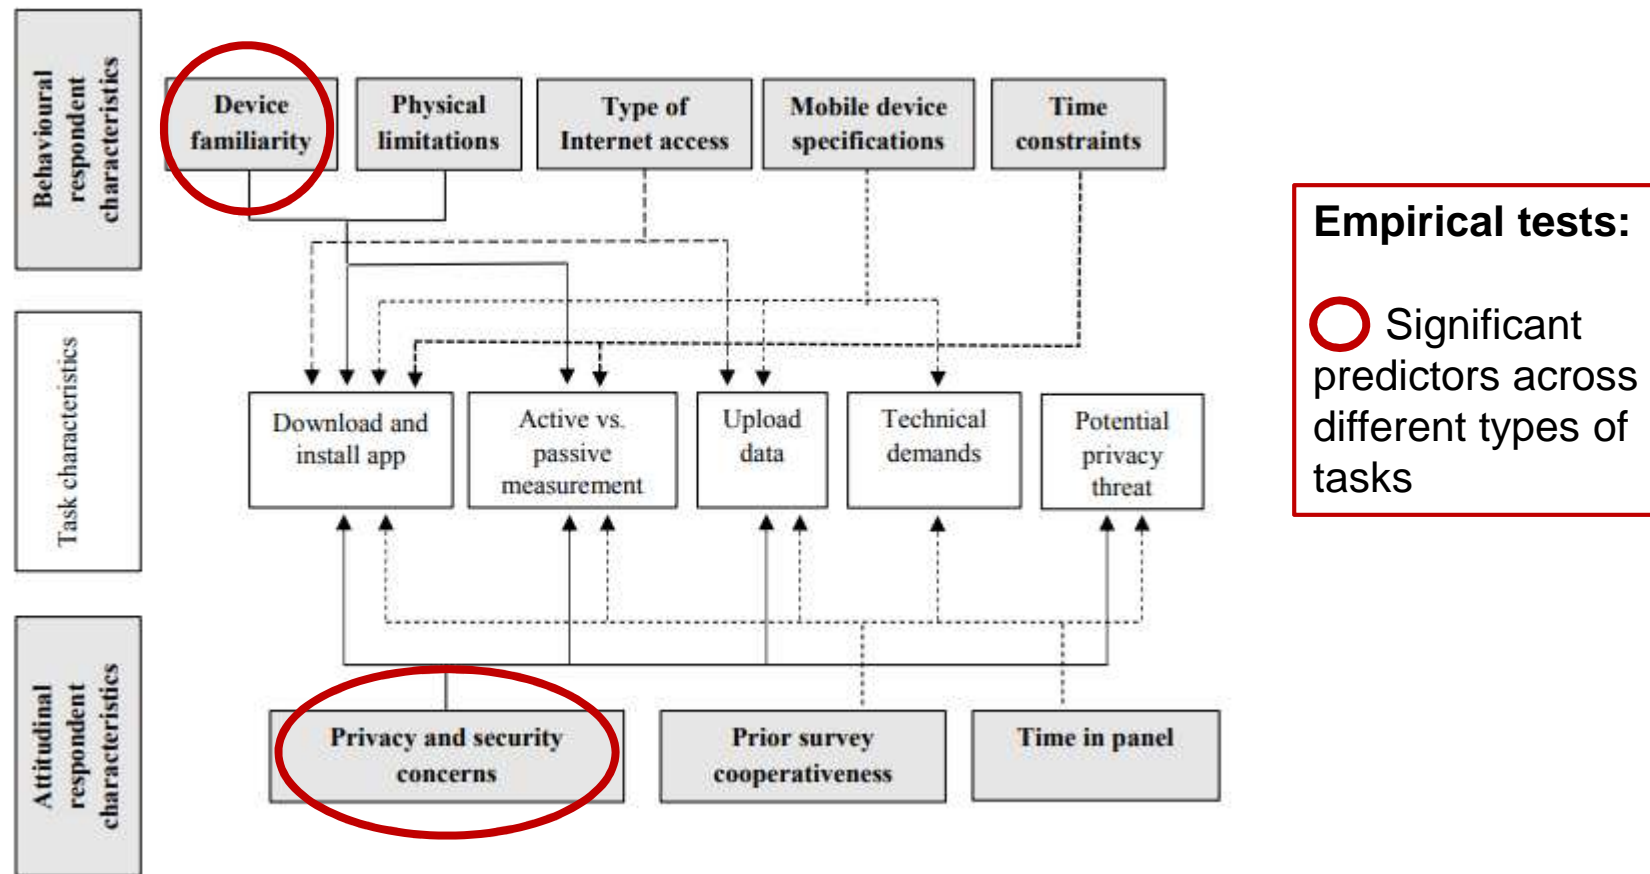 Behavioural
respondent
characteristics
Device
familiarity
Physical
limitations
Type of
Internet access
Mobile device
specifications
Time
constraints
Task characteristics
Download and
install app
Active vs.
passive
measurement
Upload
data
Technical
demands
Potential
privacy
threat
Attitudinal
respondent
characteristics
Privacy and security
concerns
Prior survey
cooperativeness
Time in panel
Empirical tests:
Significant
predictors across
different types of
tasks